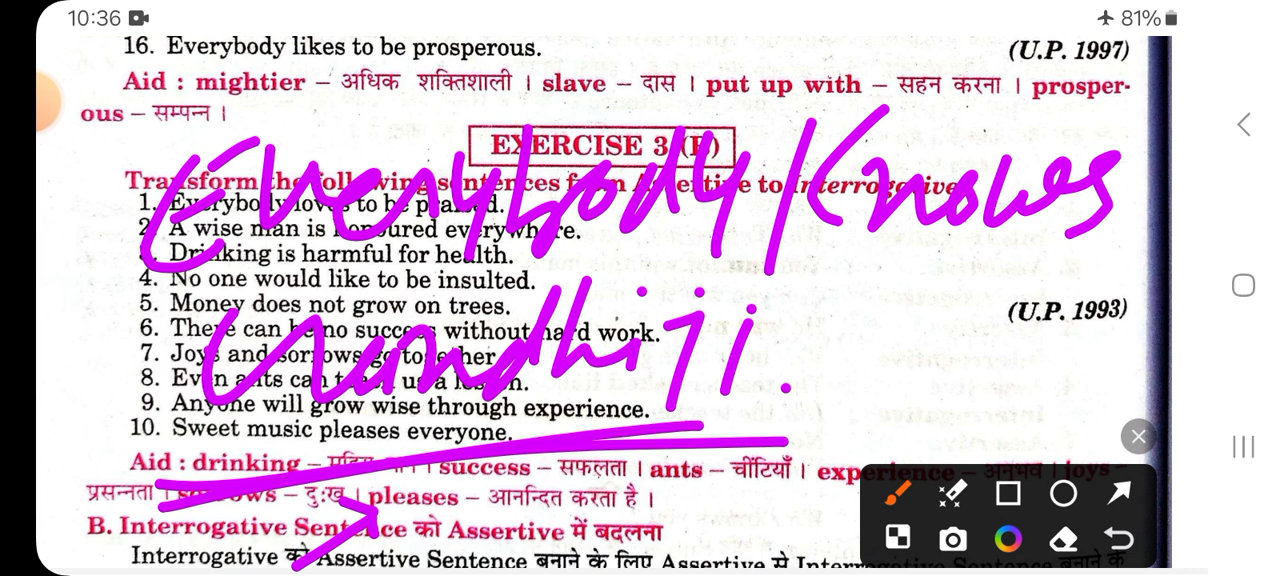 10:36 81%
16. Everybody likes to be prosperous. (U.P. 1997)
Aid : mightier – अधिक शक्तिशाली । slave – दास । put up with – सहन करना । prosper-
ous – सम्पन्न ।
EXERCISE 3 (B)
Transform the following sentences from Assertive to Interrogative
1. Everybody loves to be praised.
2. A wise man is honoured everywhere.
Drinking is harmful for health.
4. No one would like to be insulted.
5. Money does not grow on trees. (U.P. 1993)
6. There can be no success without hard work.
7. Joys and sorrows go together
8. Even ants can teach us a lesson.
9. Anyone will grow wise through experience.
10. Sweet music pleases everyone.
Everybody/Knows
Gandhi Ji.
Aid : drinking – मदिरा पान । success – सफलता । ants – चींटियाँ । experience – अनुभव । joys –
प्रसन्नता । sorrows – दुःख । pleases – आनन्दित करता है ।
B. Interrogative Sentence को Assertive में बदलना
Interrogative को Assertive Sentence बनाने के लिए Assertive से Interrogative Sentence बनाने के